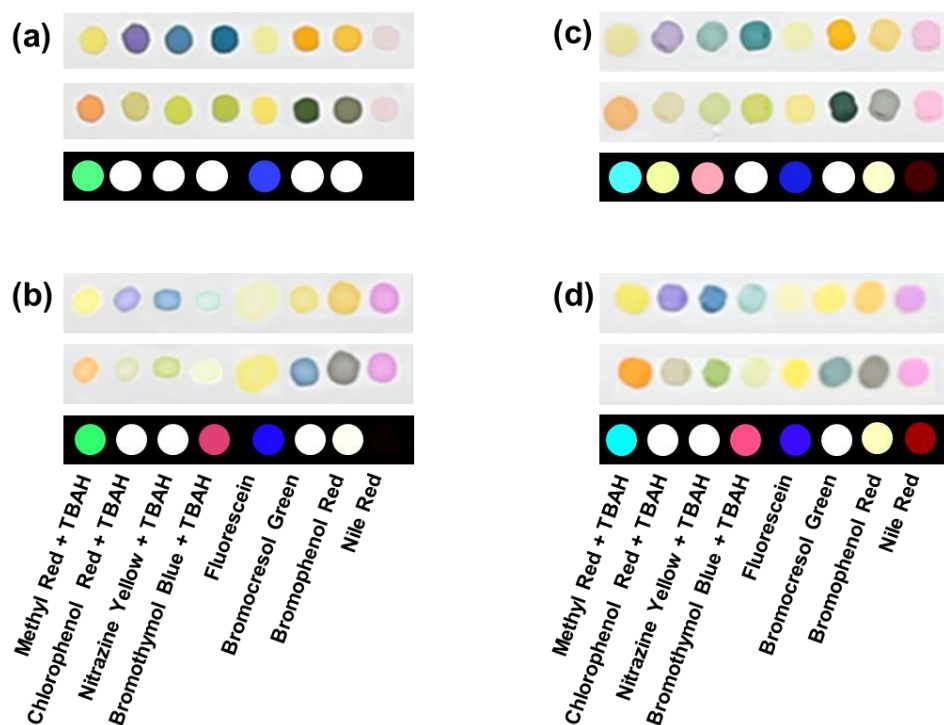 (a)
(c)
(b)
(d)
Methyl Red + TBAH
Chlorophenol Red + TBAH
Nitrazine Yellow + TBAH
Bromothymol Blue + TBAH
Fluorescein
Bromocresol Green
Bromophenol Red
Nile Red
Methyl Red + TBAH
Chlorophenol Red + TBAH
Nitrazine Yellow + TBAH
Bromothymol Blue + TBAH
Fluorescein
Bromocresol Green
Bromophenol Red
Nile Red